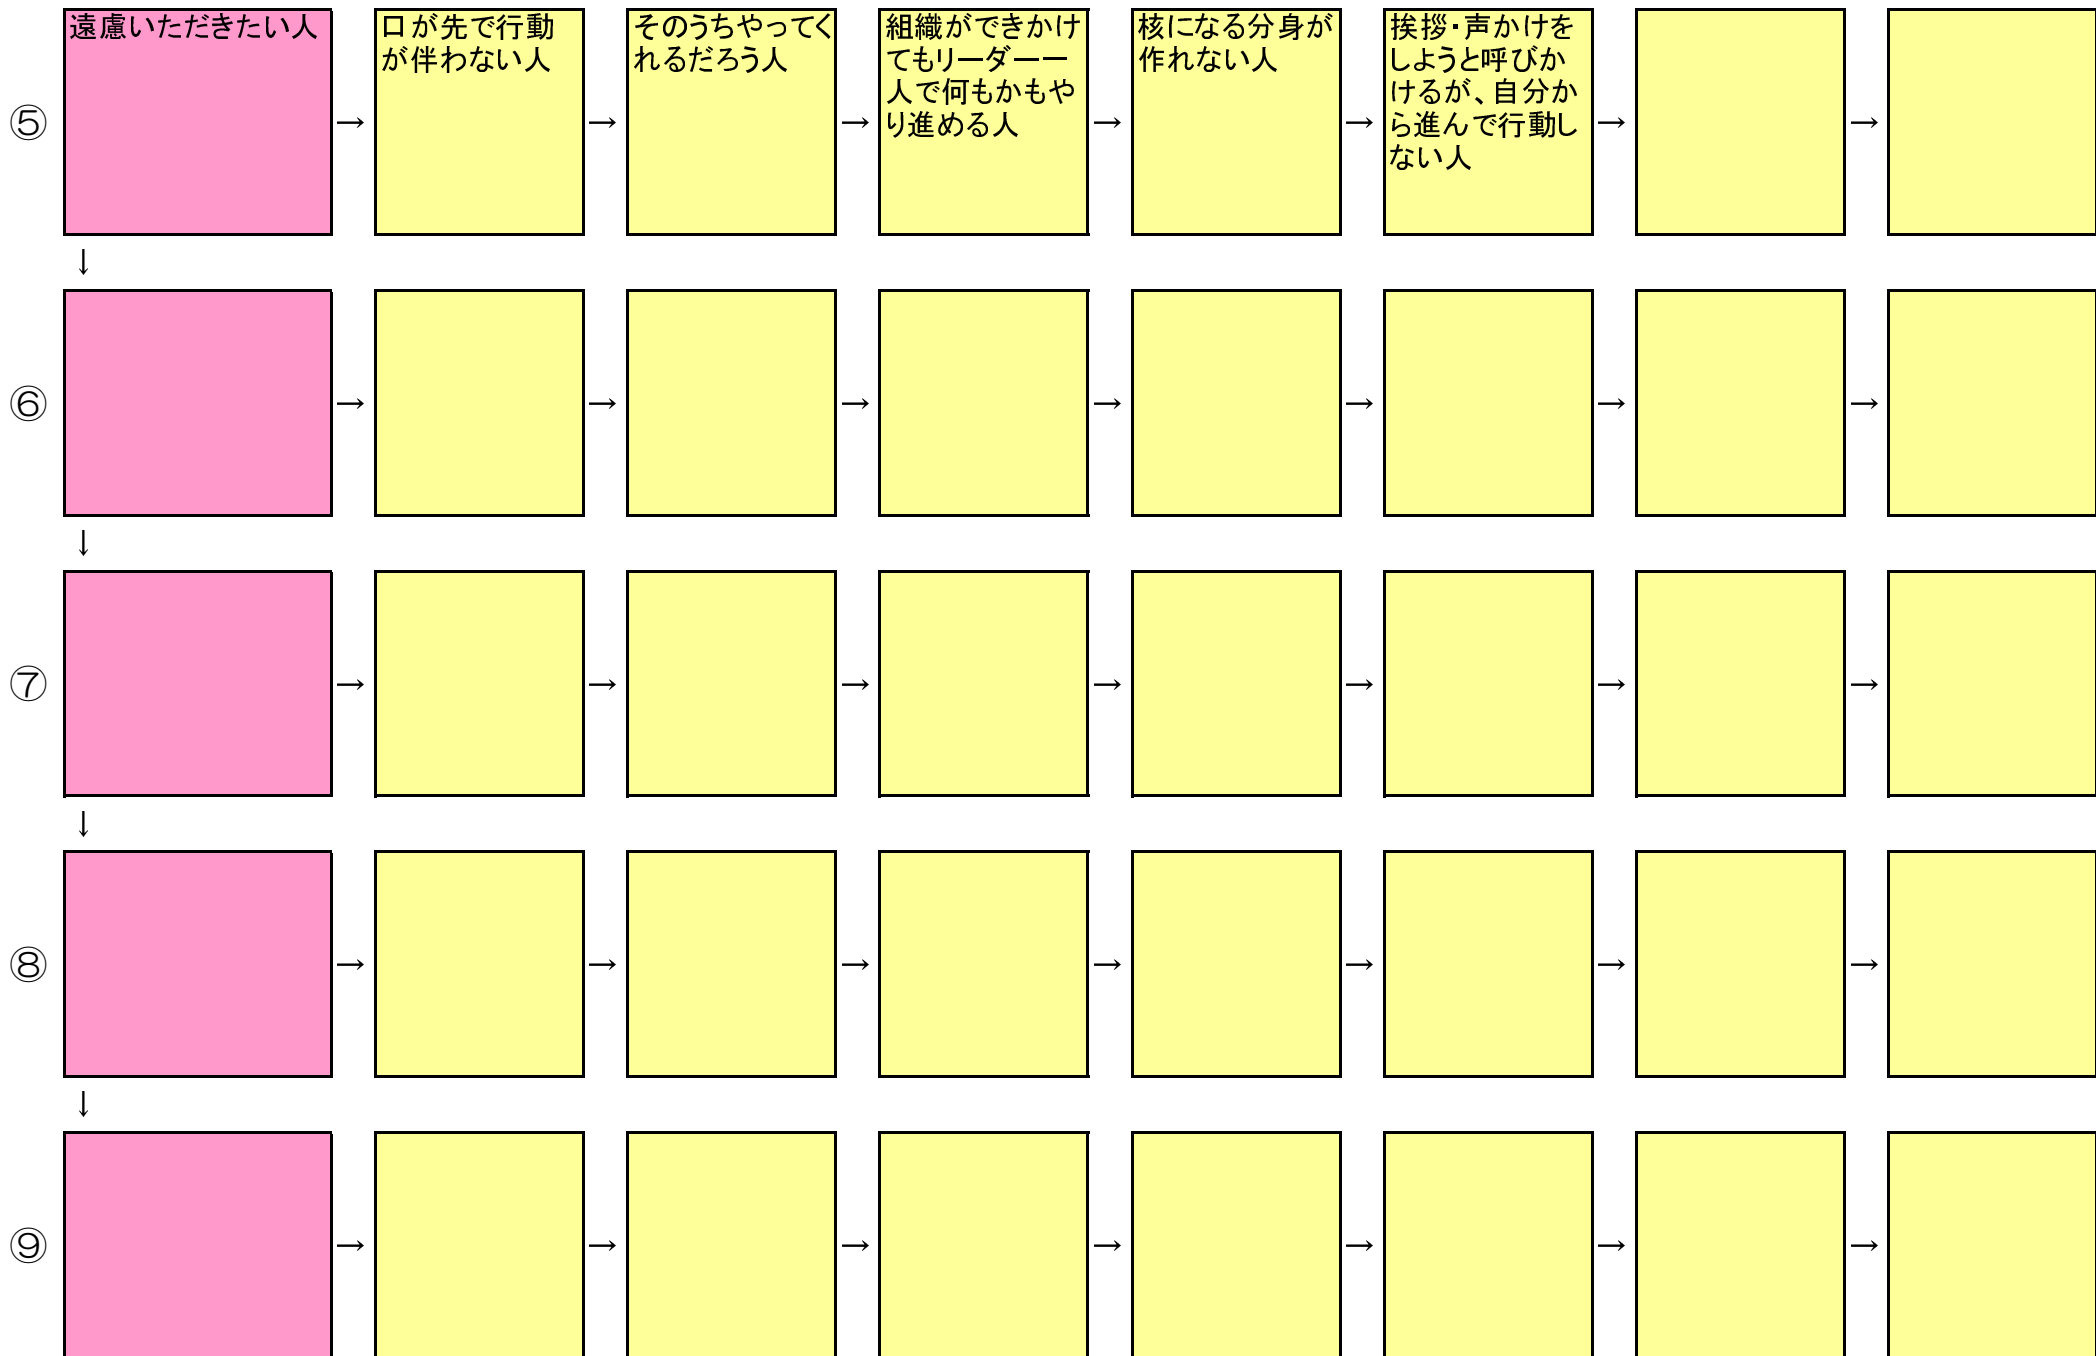 ⑤
遠慮いただきたい人
→
口が先で行動
が伴わない人
→
そのうちやってく
れるだろう人
→
組織ができかけ
てもリーダー一
人で何もかもや
り進める人
→
核になる分身が
作れない人
→
挨拶・声かけを
しようと呼びか
けるが、自分か
ら進んで行動し
ない人
→
→
↓
⑥
→
→
→
→
→
→
→
↓
⑦
→
→
→
→
→
→
→
↓
⑧
→
→
→
→
→
→
→
↓
⑨
→
→
→
→
→
→
→